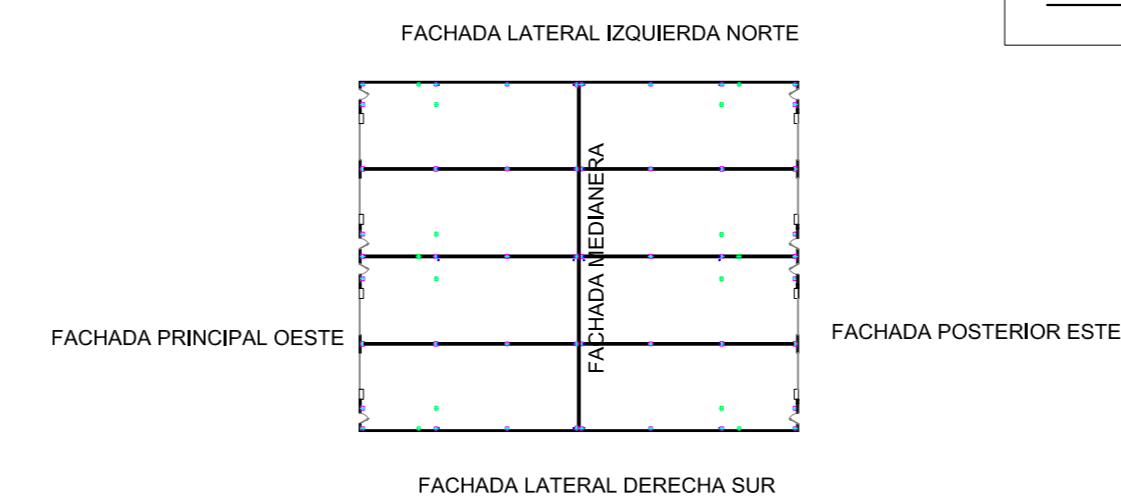 FACHADA LATERAL IZQUIERDA NORTE
FACHADA MEDIANERA
FACHADA PRINCIPAL OESTE
FACHADA POSTERIOR ESTE
FACHADA LATERAL DERECHA SUR